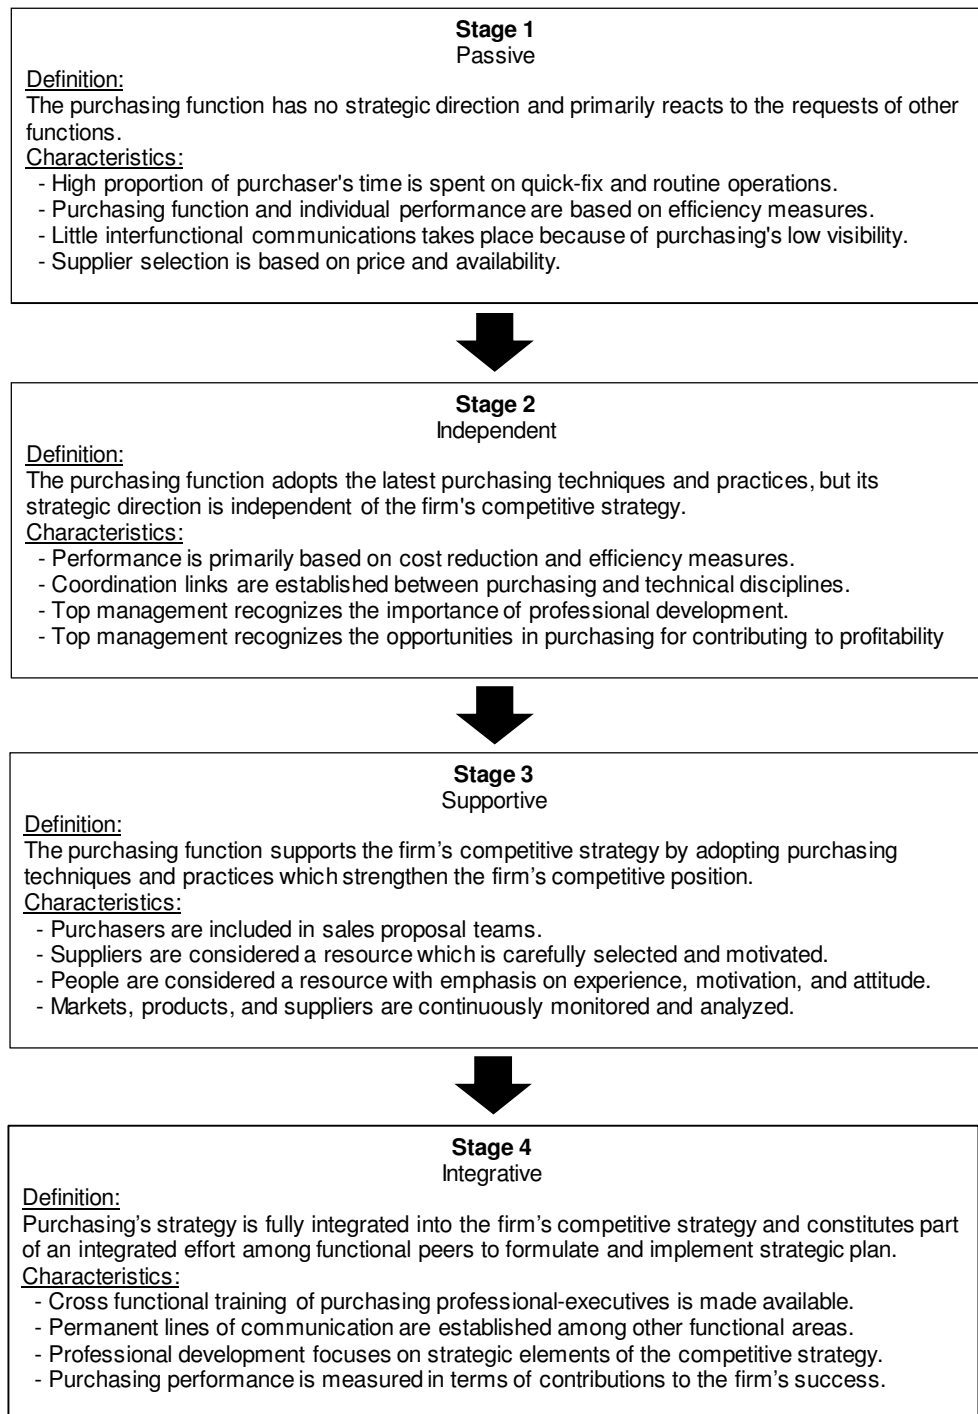 Stage 1
Passive
Definition:
The purchasing function has no strategic direction and primarily reacts to the requests of other
functions.
Characteristics:
- High proportion of purchaser's time is spent on quick-fix and routine operations.
- Purchasing function and individual performance are based on efficiency measures.
- Little interfunctional communications takes place because of purchasing's low visibility.
- Supplier selection is based on price and availability.
Stage 2
Independent
Definition:
The purchasing function adopts the latest purchasing techniques and practices, but its
strategic direction is independent of the firm's competitive strategy.
Characteristics:
- Performance is primarily based on cost reduction and efficiency measures.
- Coordination links are established between purchasing and technical disciplines.
- Top management recognizes the importance of professional development.
- Top management recognizes the opportunities in purchasing for contributing to profitability
Stage 3
Supportive
Definition:
The purchasing function supports the firm’s competitive strategy by adopting purchasing
techniques and practices which strengthen the firm’s competitive position.
Characteristics:
- Purchasers are included in sales proposal teams.
- Suppliers are considered a resource which is carefully selected and motivated.
- People are considered a resource with emphasis on experience, motivation, and attitude.
- Markets, products, and suppliers are continuously monitored and analyzed.
Stage 4
Integrative
Definition:
Purchasing’s strategy is fully integrated into the firm’s competitive strategy and constitutes part
of an integrated effort among functional peers to formulate and implement strategic plan.
Characteristics:
- Cross functional training of purchasing professional-executives is made available.
- Permanent lines of communication are established among other functional areas.
- Professional development focuses on strategic elements of the competitive strategy.
- Purchasing performance is measured in terms of contributions to the firm’s success.